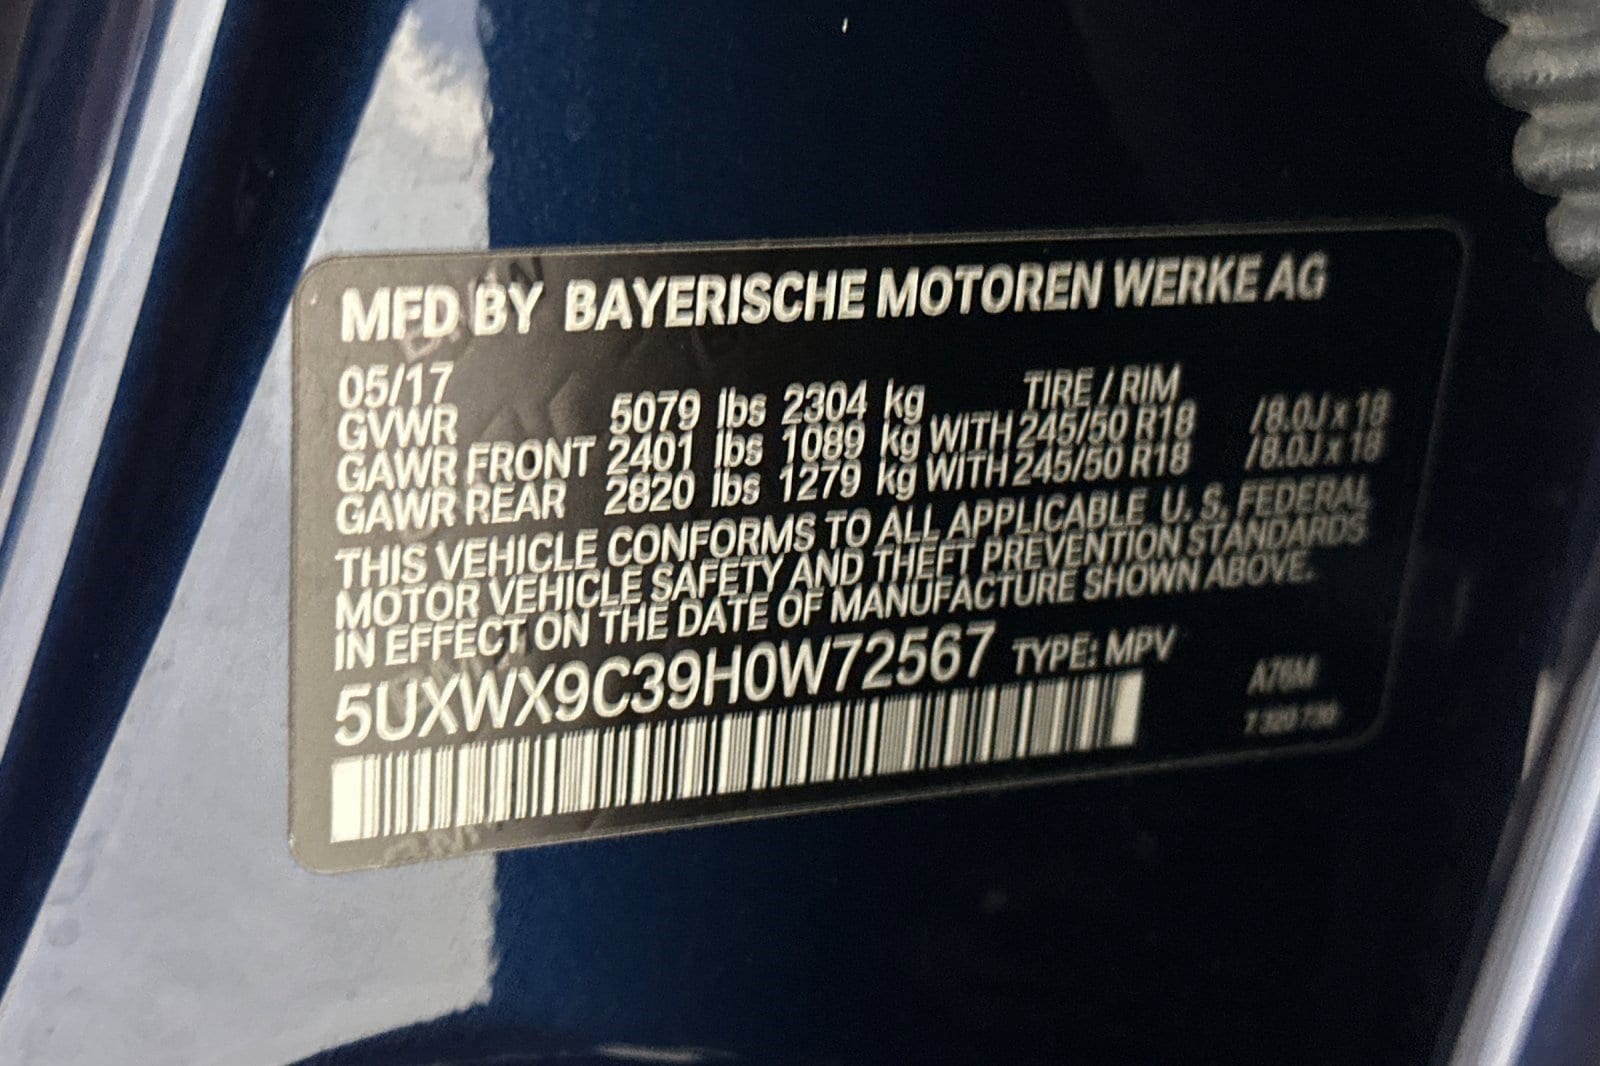 MFD BY BAYERISCHE MOTOREN WERKE AG
05/17 TIRE / RIM
GVWR 5079 lbs 2304 kg
GAWR FRONT 2401 lbs 1089 kg WITH 245/50 R18 /8.0J x 18
GAWR REAR 2820 lbs 1279 kg WITH 245/50 R18 /8.0J x 18
THIS VEHICLE CONFORMS TO ALL APPLICABLE U. S. FEDERAL
MOTOR VEHICLE SAFETY AND THEFT PREVENTION STANDARDS
IN EFFECT ON THE DATE OF MANUFACTURE SHOWN ABOVE.
5UXWX9C39H0W72567 TYPE: MPV
A76M